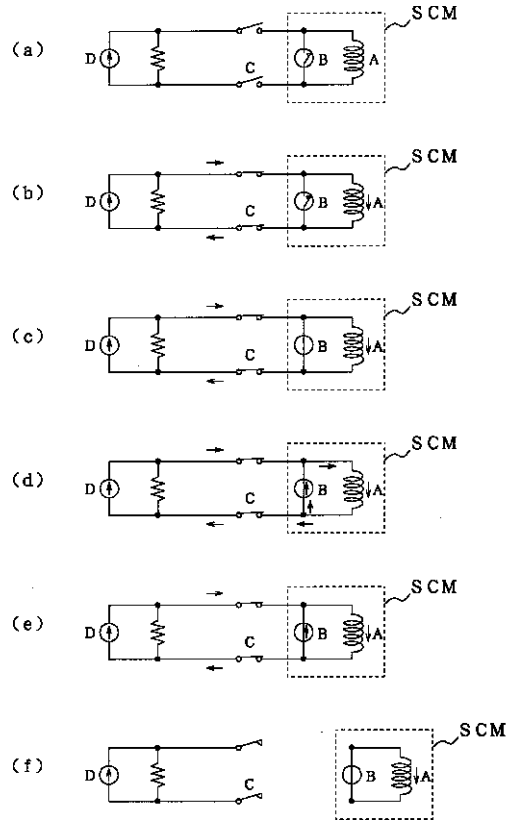 SCM
(a) D C B A
SCM
(b) D C B A
SCM
(c) D C B A
SCM
(d) D C B A
SCM
(e) D C B A
SCM
(f) D C B A